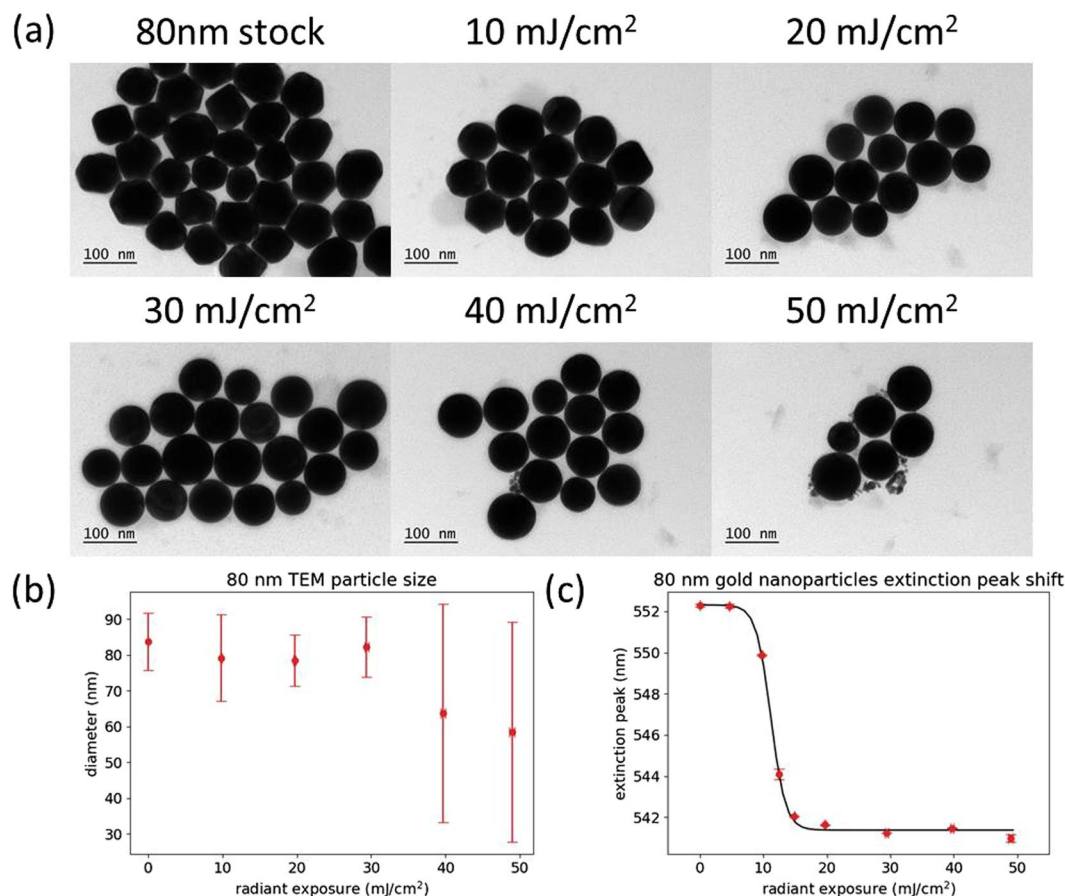 (a)
80nm stock
10 mJ/cm²
20 mJ/cm²
100 nm
100 nm
100 nm
30 mJ/cm²
40 mJ/cm²
50 mJ/cm²
100 nm
100 nm
100 nm
(b)
80 nm TEM particle size
90
80
70
60
50
40
30
diameter (nm)
0
10
20
30
40
50
radiant exposure (mJ/cm²)
(c)
80 nm gold nanoparticles extinction peak shift
552
550
548
546
544
542
extinction peak (nm)
0
10
20
30
40
50
radiant exposure (mJ/cm²)